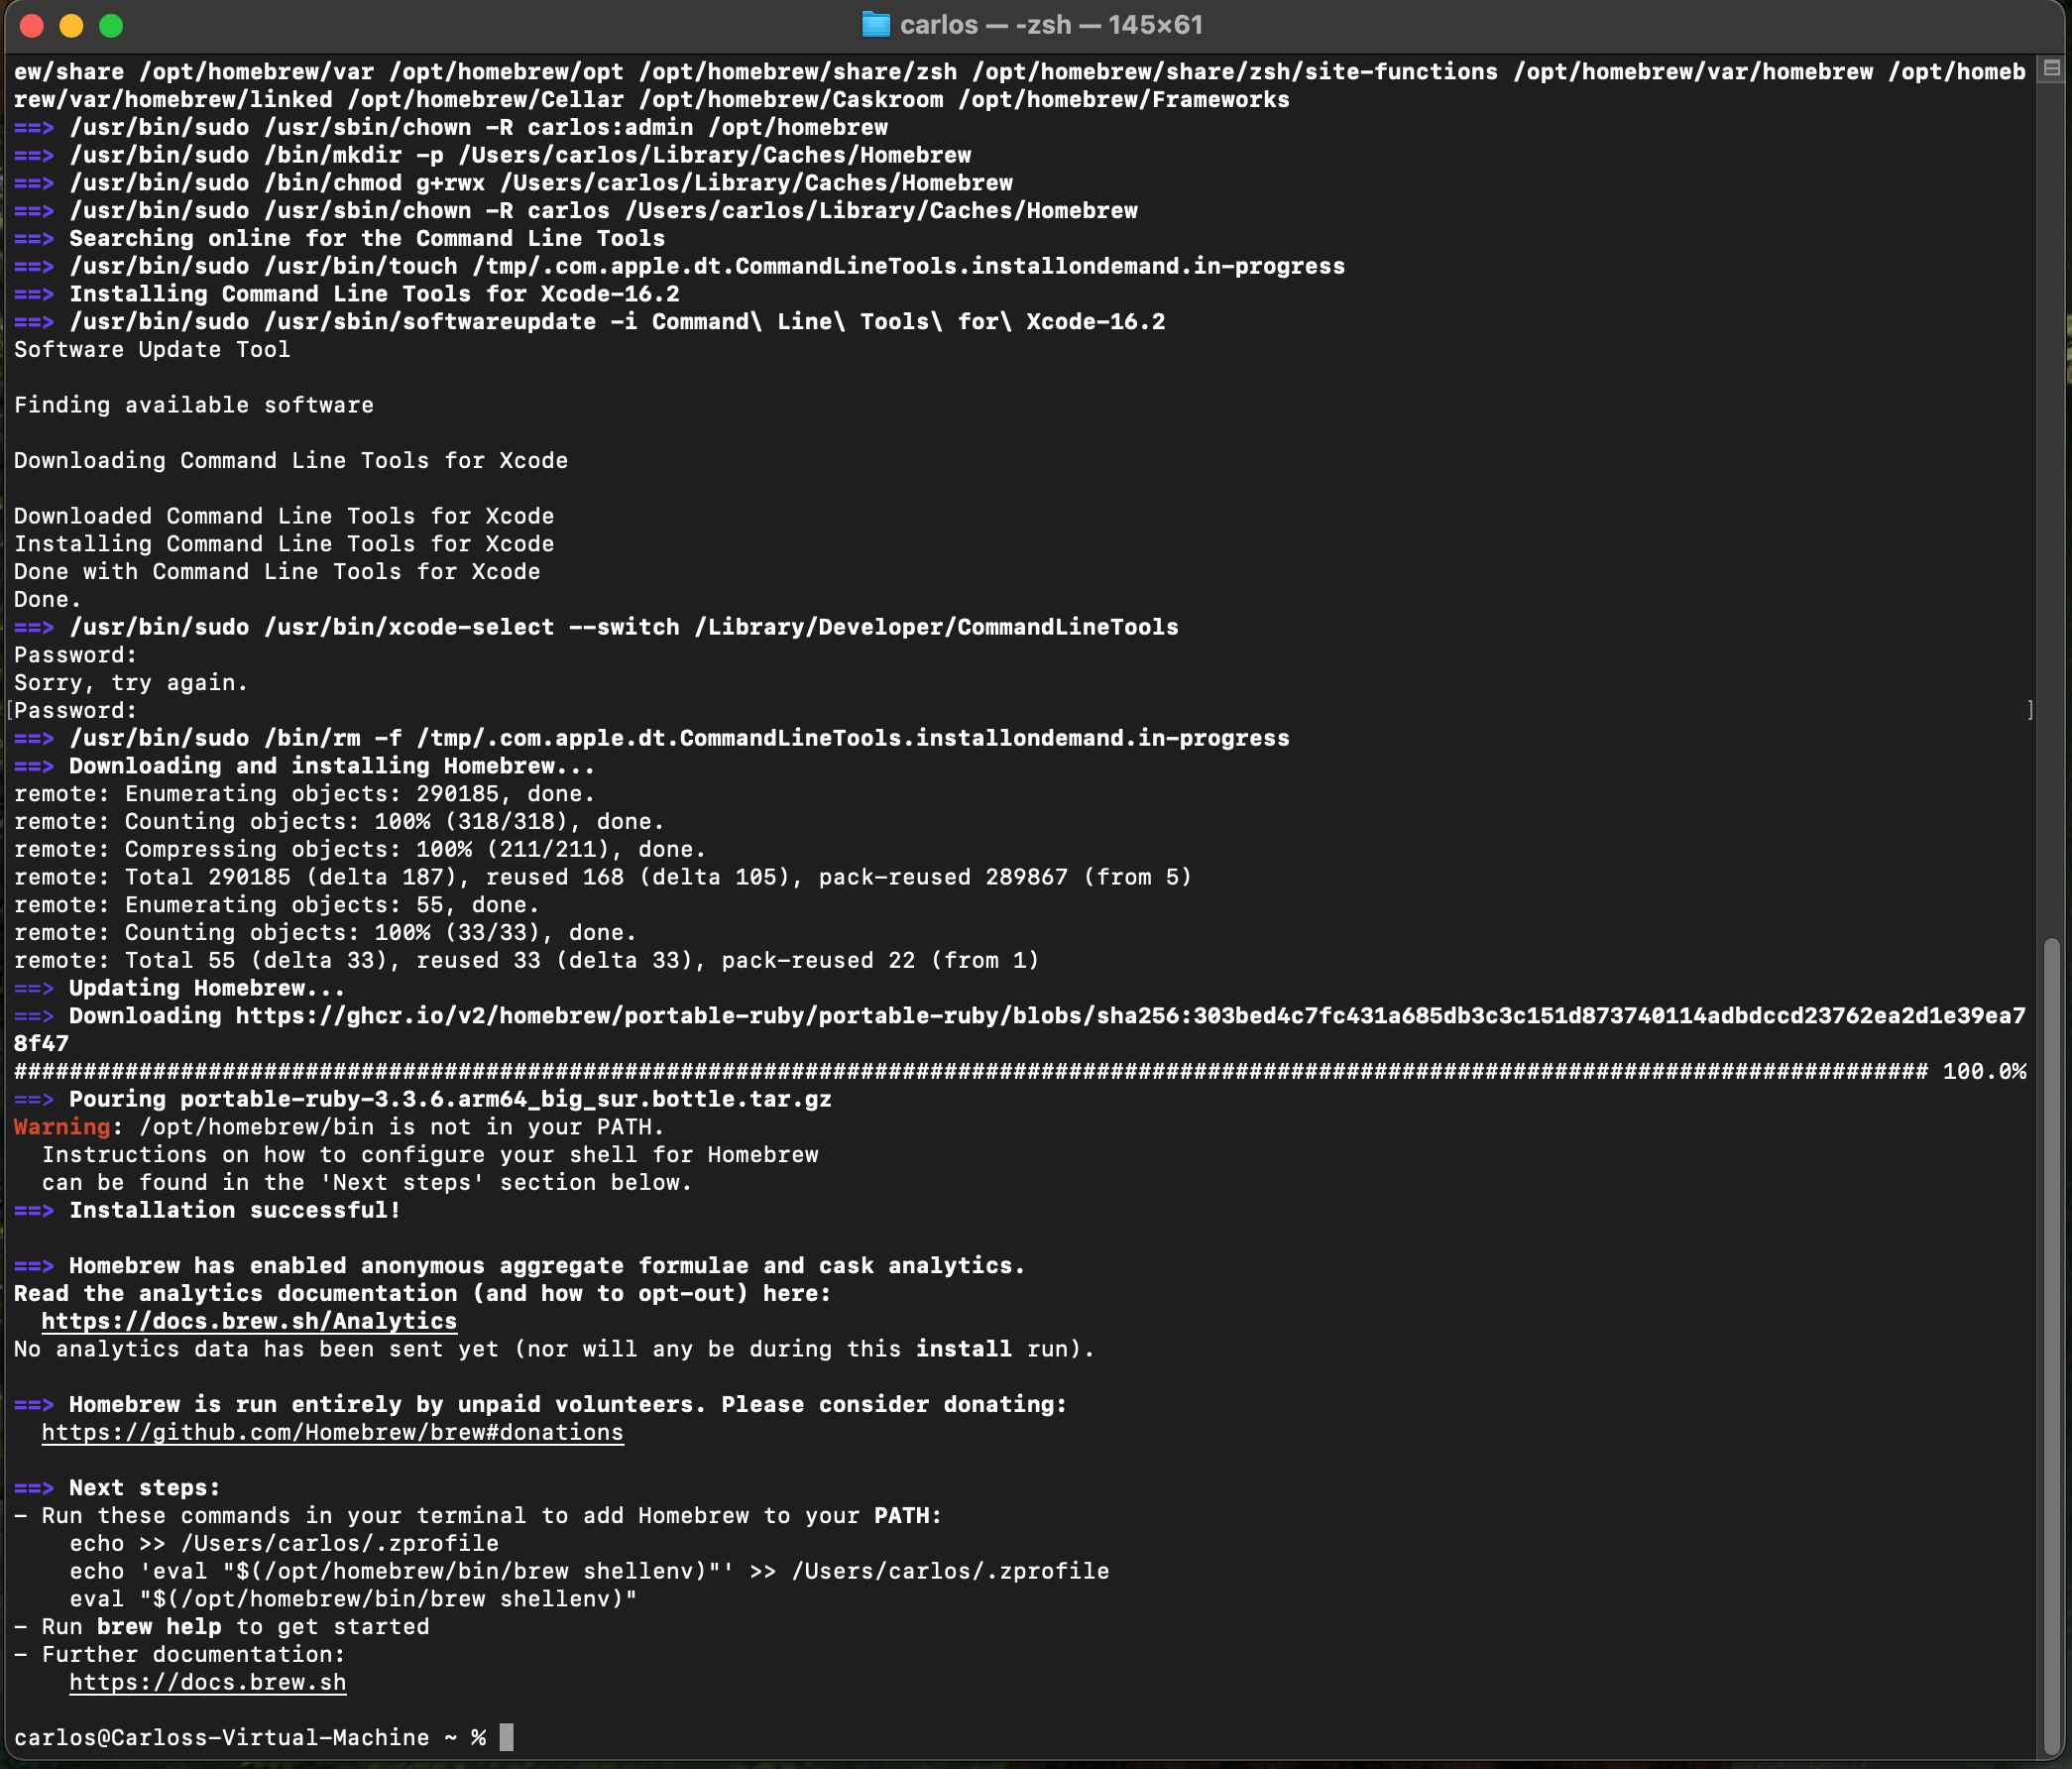 carlos — -zsh — 145×61
ew/share /opt/homebrew/var /opt/homebrew/opt /opt/homebrew/share/zsh /opt/homebrew/share/zsh/site-functions /opt/homebrew/var/homebrew /opt/homeb
rew/var/homebrew/linked /opt/homebrew/Cellar /opt/homebrew/Caskroom /opt/homebrew/Frameworks
==> /usr/bin/sudo /usr/sbin/chown -R carlos:admin /opt/homebrew
==> /usr/bin/sudo /bin/mkdir -p /Users/carlos/Library/Caches/Homebrew
==> /usr/bin/sudo /bin/chmod g+rwx /Users/carlos/Library/Caches/Homebrew
==> /usr/bin/sudo /usr/sbin/chown -R carlos /Users/carlos/Library/Caches/Homebrew
==> Searching online for the Command Line Tools
==> /usr/bin/sudo /usr/bin/touch /tmp/.com.apple.dt.CommandLineTools.installondemand.in-progress
==> Installing Command Line Tools for Xcode-16.2
==> /usr/bin/sudo /usr/sbin/softwareupdate -i Command\ Line\ Tools\ for\ Xcode-16.2
Software Update Tool

Finding available software

Downloading Command Line Tools for Xcode

Downloaded Command Line Tools for Xcode
Installing Command Line Tools for Xcode
Done with Command Line Tools for Xcode
Done.
==> /usr/bin/sudo /usr/bin/xcode-select --switch /Library/Developer/CommandLineTools
Password:
Sorry, try again.
[Password: ]
==> /usr/bin/sudo /bin/rm -f /tmp/.com.apple.dt.CommandLineTools.installondemand.in-progress
==> Downloading and installing Homebrew...
remote: Enumerating objects: 290185, done.
remote: Counting objects: 100% (318/318), done.
remote: Compressing objects: 100% (211/211), done.
remote: Total 290185 (delta 187), reused 168 (delta 105), pack-reused 289867 (from 5)
remote: Enumerating objects: 55, done.
remote: Counting objects: 100% (33/33), done.
remote: Total 55 (delta 33), reused 33 (delta 33), pack-reused 22 (from 1)
==> Updating Homebrew...
==> Downloading https://ghcr.io/v2/homebrew/portable-ruby/portable-ruby/blobs/sha256:303bed4c7fc431a685db3c3c151d873740114adbdccd23762ea2d1e39ea7
8f47
########################################################################################################################################## 100.0%
==> Pouring portable-ruby-3.3.6.arm64_big_sur.bottle.tar.gz
Warning: /opt/homebrew/bin is not in your PATH.
  Instructions on how to configure your shell for Homebrew
  can be found in the 'Next steps' section below.
==> Installation successful!

==> Homebrew has enabled anonymous aggregate formulae and cask analytics.
Read the analytics documentation (and how to opt-out) here:
  https://docs.brew.sh/Analytics
No analytics data has been sent yet (nor will any be during this install run).

==> Homebrew is run entirely by unpaid volunteers. Please consider donating:
  https://github.com/Homebrew/brew#donations

==> Next steps:
- Run these commands in your terminal to add Homebrew to your PATH:
    echo >> /Users/carlos/.zprofile
    echo 'eval "$(/opt/homebrew/bin/brew shellenv)"' >> /Users/carlos/.zprofile
    eval "$(/opt/homebrew/bin/brew shellenv)"
- Run brew help to get started
- Further documentation:
    https://docs.brew.sh

carlos@Carloss-Virtual-Machine ~ %